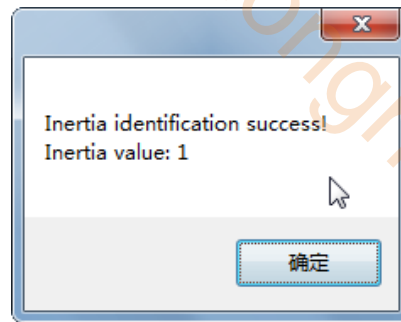 Inertia identification success!
Inertia value: 1
确定